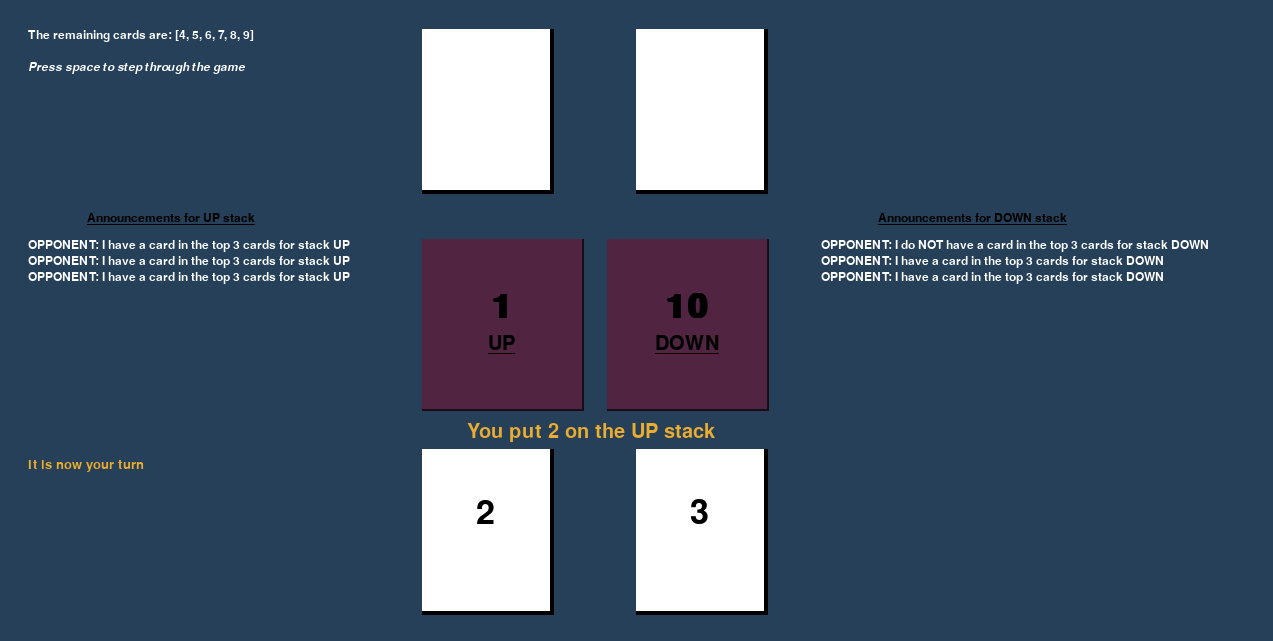 The remaining cards are: [4, 5, 6, 7, 8, 9]
Press space to step through the game
Announcements for UP stack
OPPONENT: I have a card in the top 3 cards for stack UP
OPPONENT: I have a card in the top 3 cards for stack UP
OPPONENT: I have a card in the top 3 cards for stack UP
Announcements for DOWN stack
OPPONENT: I do NOT have a card in the top 3 cards for stack DOWN
OPPONENT: I have a card in the top 3 cards for stack DOWN
OPPONENT: I have a card in the top 3 cards for stack DOWN
1
UP
10
DOWN
You put 2 on the UP stack
It is now your turn
2
3